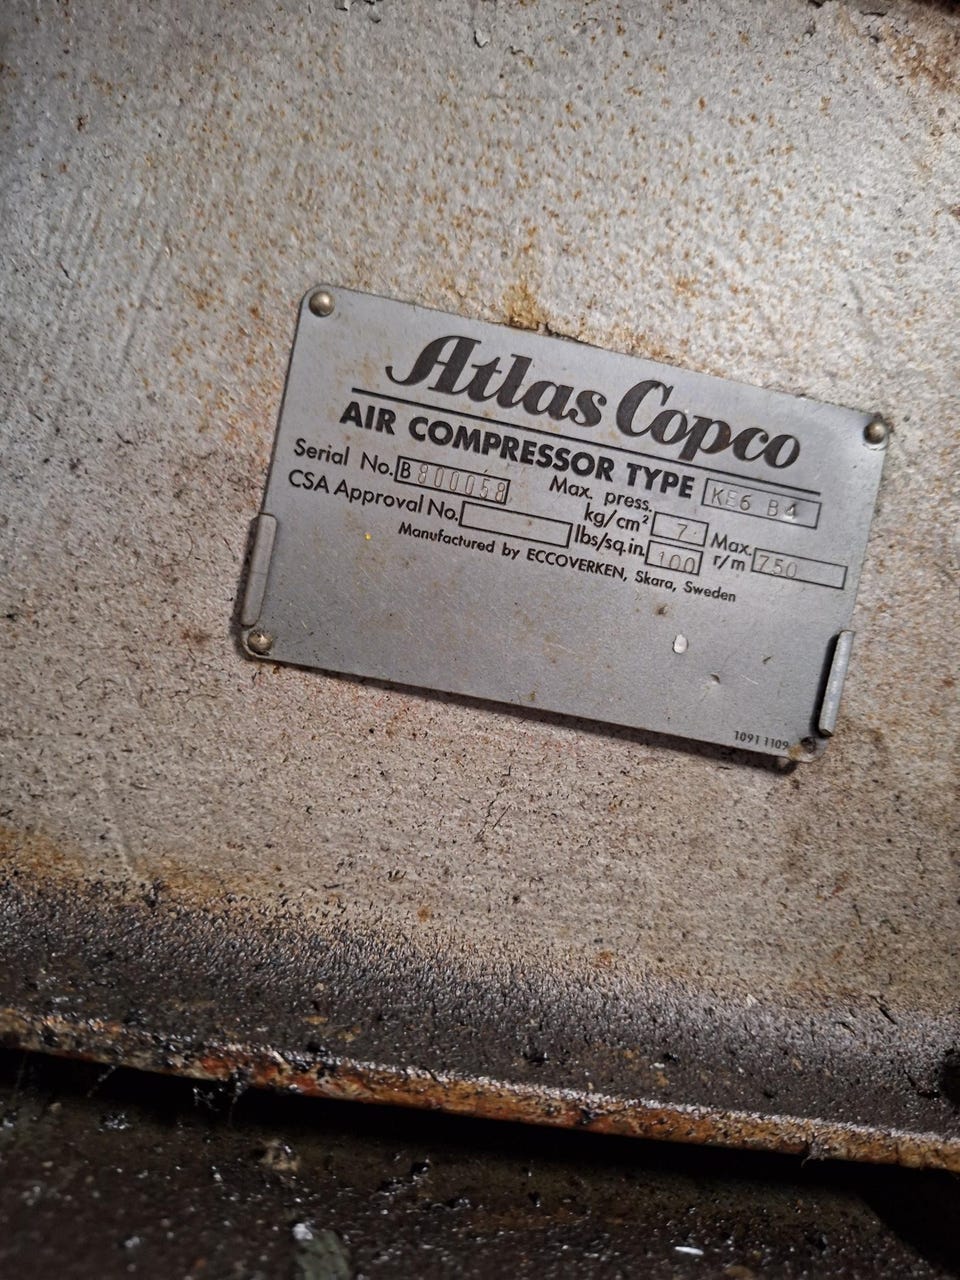 Atlas Copco
AIR COMPRESSOR TYPE KE6 B4
Serial No. B 800058
Max. press. kg/cm² 7
lbs/sq.in. 100
Max. r/m 750
CSA Approval No.
Manufactured by ECCOVERKEN, Skara, Sweden
1091 1109